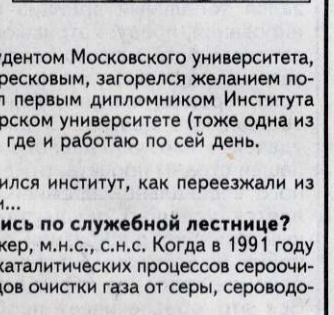 удентом Московского университета,
ресковым, загорелся желанием по-
л первым дипломником Института
рском университете (тоже одна из
где и работаю по сей день.
ился институт, как переезжали из
и...
ись по служебной лестнице?
кер, м.н.с., с.н.с. Когда в 1991 году
каталитических процессов сероочи-
дов очистки газа от серы, сероводо-